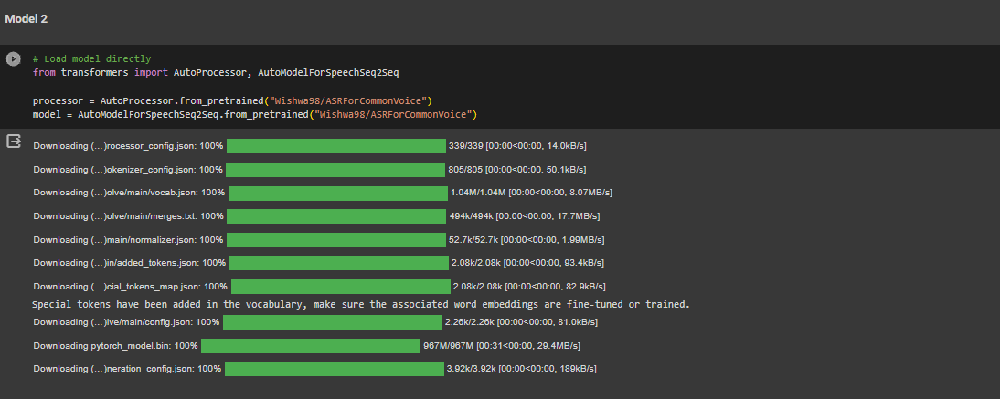 Model 2
# Load model directly
from transformers import AutoProcessor, AutoModelForSpeechSeq2Seq
processor = AutoProcessor.from_pretrained("Wishwa98/ASRForCommonVoice")
model = AutoModelForSpeechSeq2Seq.from_pretrained("Wishwa98/ASRForCommonVoice")
Downloading (…)rocessor_config.json: 100% 339/339 [00:00<00:00, 14.0kB/s]
Downloading (…)okenizer_config.json: 100% 805/805 [00:00<00:00, 50.1kB/s]
Downloading (…)olve/main/vocab.json: 100% 1.04M/1.04M [00:00<00:00, 8.07MB/s]
Downloading (…)olve/main/merges.txt: 100% 494k/494k [00:00<00:00, 17.7MB/s]
Downloading (…)main/normalizer.json: 100% 52.7k/52.7k [00:00<00:00, 1.99MB/s]
Downloading (…)in/added_tokens.json: 100% 2.08k/2.08k [00:00<00:00, 93.4kB/s]
Downloading (…)cial_tokens_map.json: 100% 2.08k/2.08k [00:00<00:00, 82.9kB/s]
Special tokens have been added in the vocabulary, make sure the associated word embeddings are fine-tuned or trained.
Downloading (…)lve/main/config.json: 100% 2.26k/2.26k [00:00<00:00, 81.0kB/s]
Downloading pytorch_model.bin: 100% 967M/967M [00:31<00:00, 29.4MB/s]
Downloading (…)neration_config.json: 100% 3.92k/3.92k [00:00<00:00, 189kB/s]